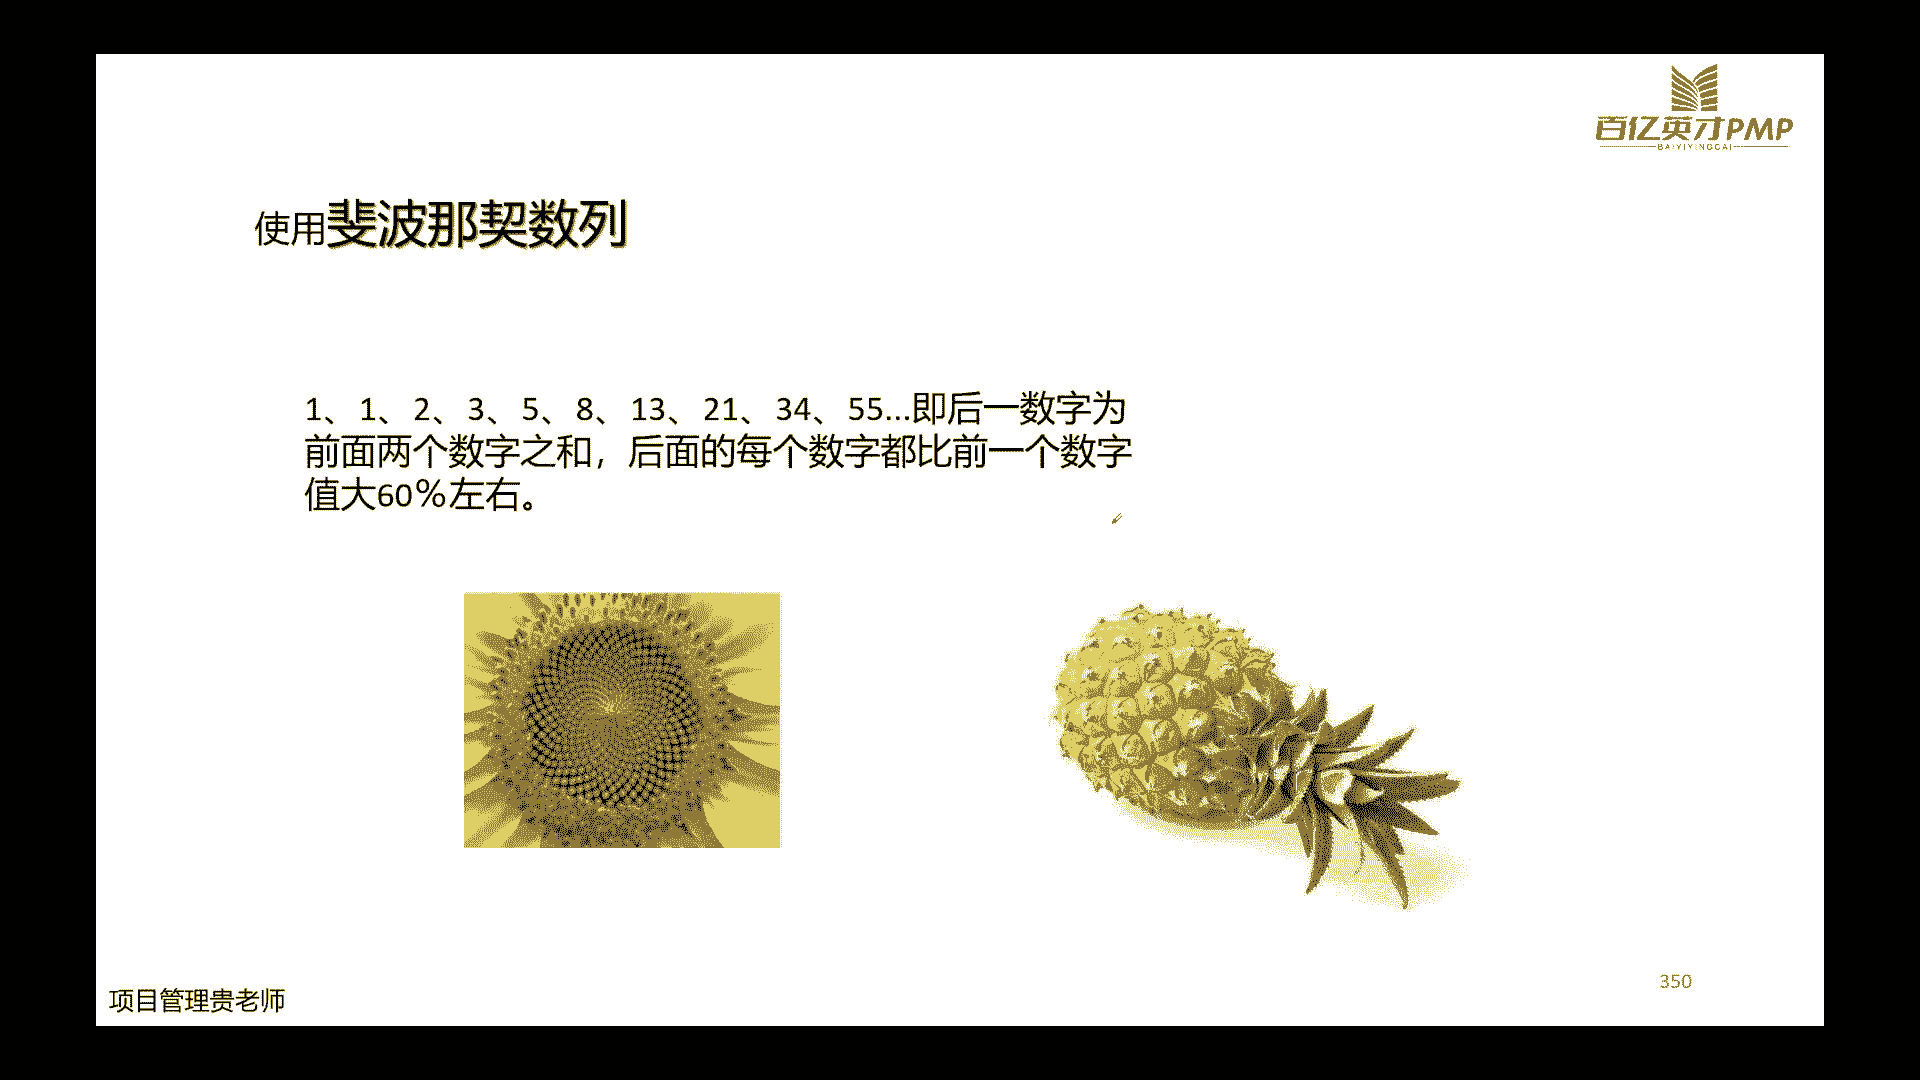 百亿英才PMP
BAIYIYINGCAI
使用斐波那契数列
1、1、2、3、5、8、13、21、34、55...即后一数字为
前面两个数字之和，后面的每个数字都比前一个数字
值大60%左右。
350
项目管理贵老师